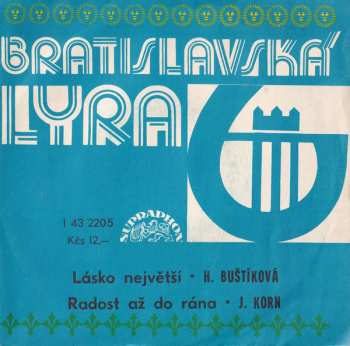 BRATISLAVSKÁ
LYRA
1 43 2205
Kčs 12,—
SUPRAPHON
Lásko největší • H. BUŠTÍKOVÁ
Radost až do rána • J. KORN